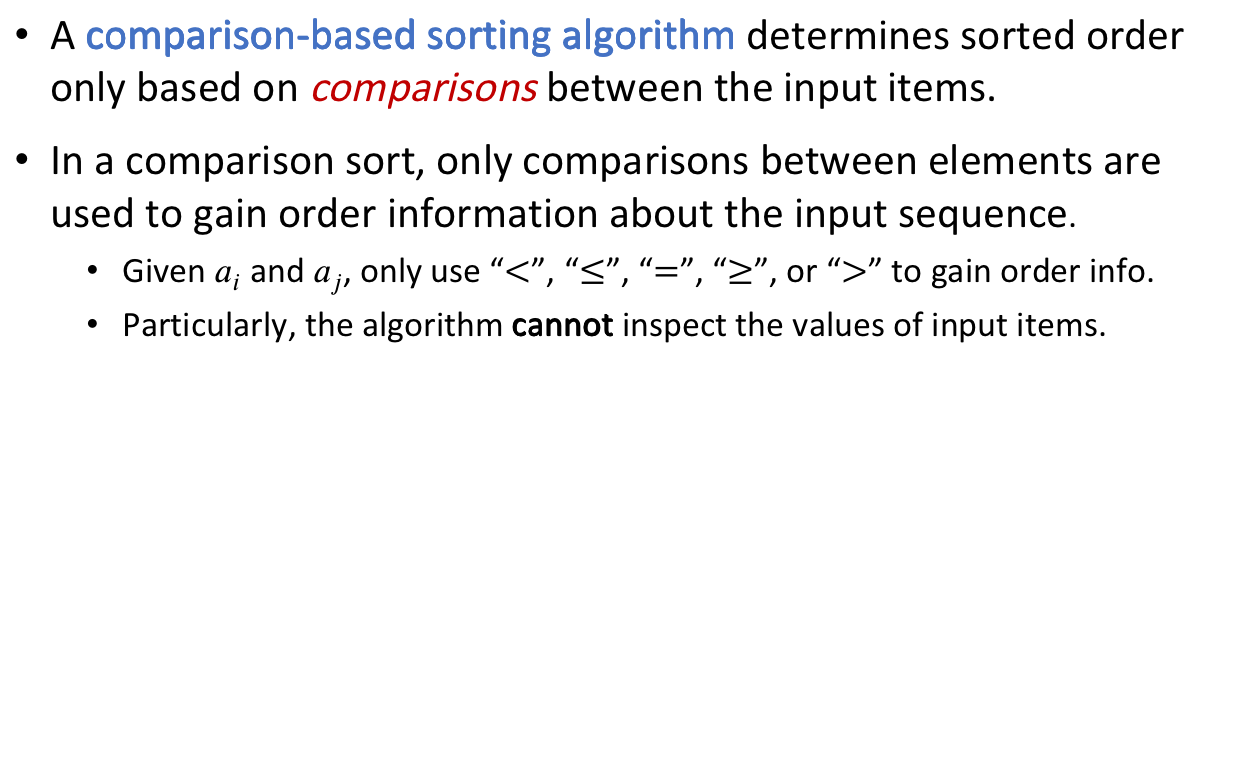 • A comparison-based sorting algorithm determines sorted order
only based on comparisons between the input items.
• In a comparison sort, only comparisons between elements are
used to gain order information about the input sequence.
• Given aᵢ and aⱼ, only use “<”, “≤”, “=”, “≥”, or “>” to gain order info.
• Particularly, the algorithm cannot inspect the values of input items.